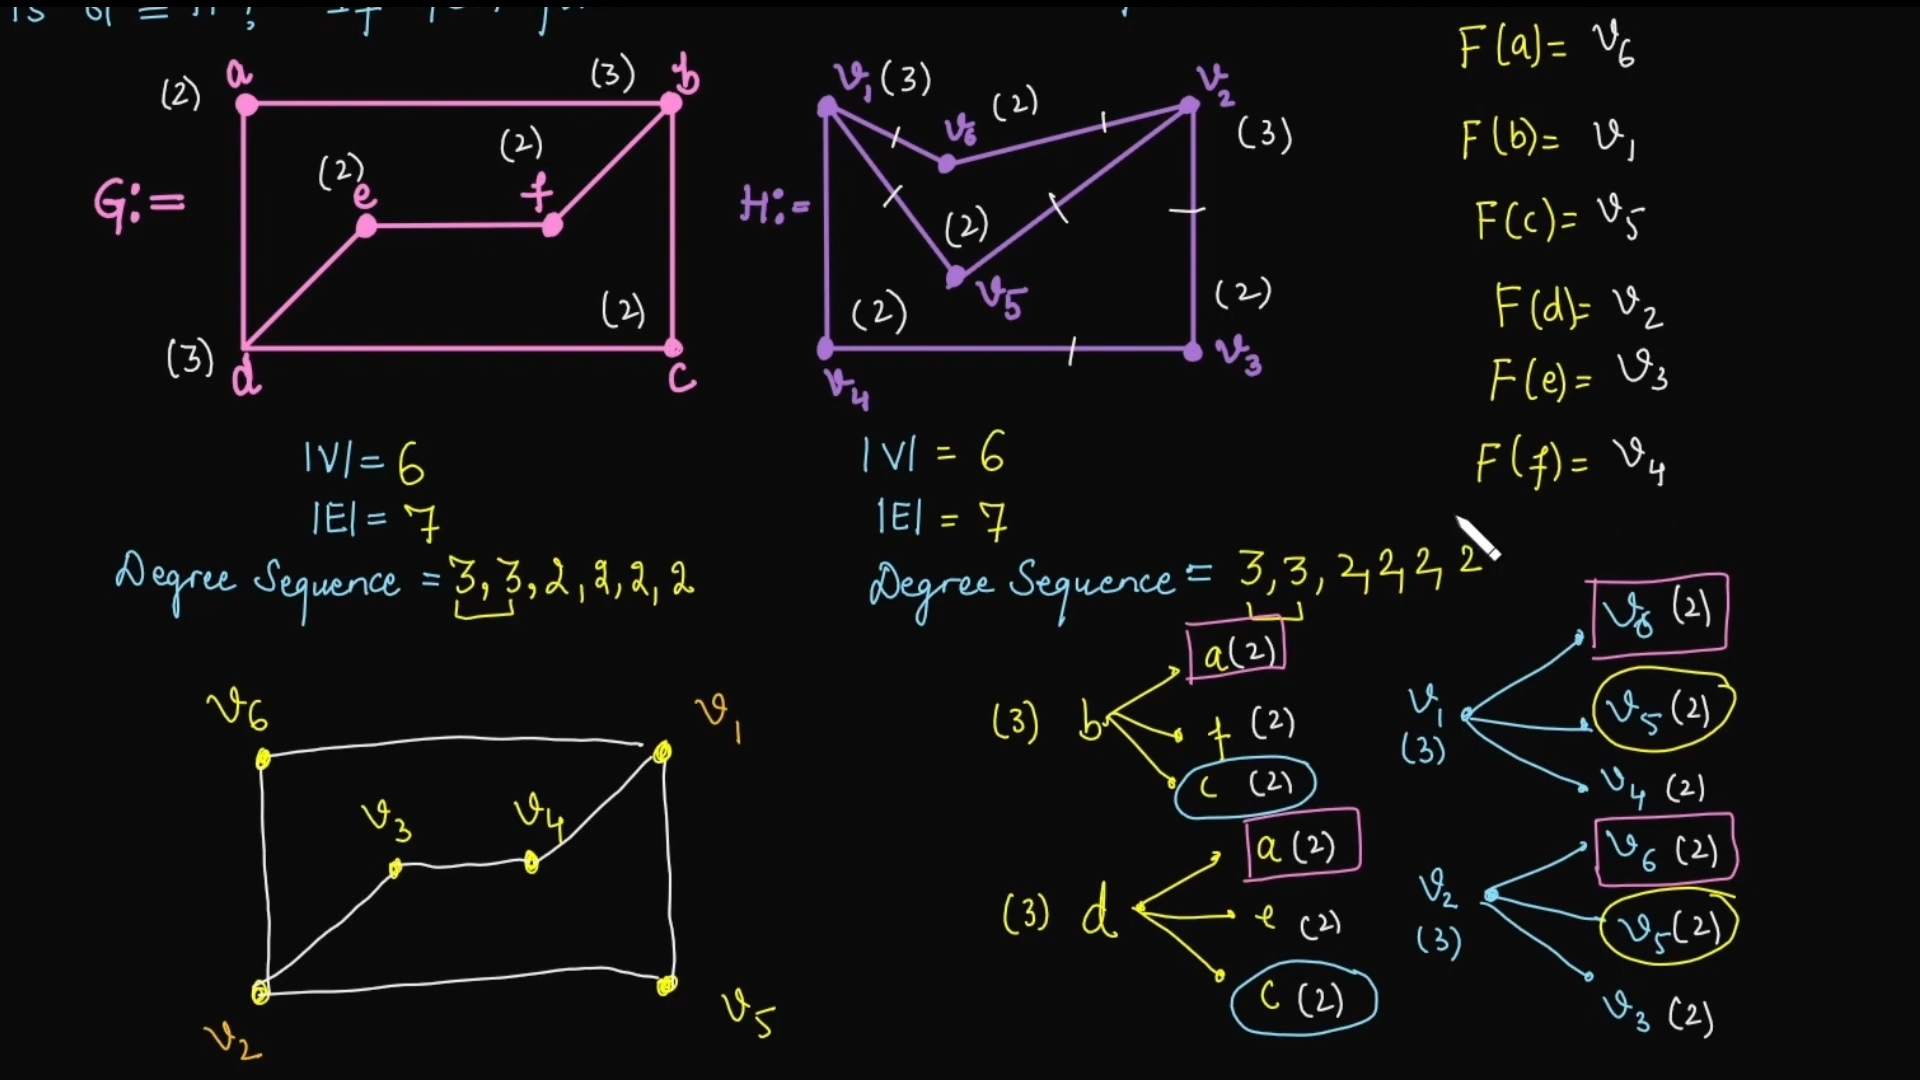 is G ≅ H ?
a
(2)
(3)
b
(2)
e
(2)
f
G:=
(2)
(3)
d
c
v₁ (3)
v₆
(2)
v₂
(3)
H:=
(2)
v₅
(2)
(2)
v₄
v₃
F(a)= v₆
F(b)= v₁
F(c)= v₅
F(d)= v₂
F(e)= v₃
F(f)= v₄
|V|= 6
|E|= 7
Degree Sequence = 3, 3, 2, 2, 2, 2
|V| = 6
|E| = 7
Degree Sequence = 3, 3, 2, 2, 2, 2
v₆
v₁
v₃
v₄
v₂
v₅
(3) b
a(2)
f (2)
c (2)
(3) d
a (2)
e (2)
c (2)
v₁
(3)
v₆ (2)
v₅ (2)
v₄ (2)
v₂
(3)
v₆ (2)
v₅(2)
v₃ (2)